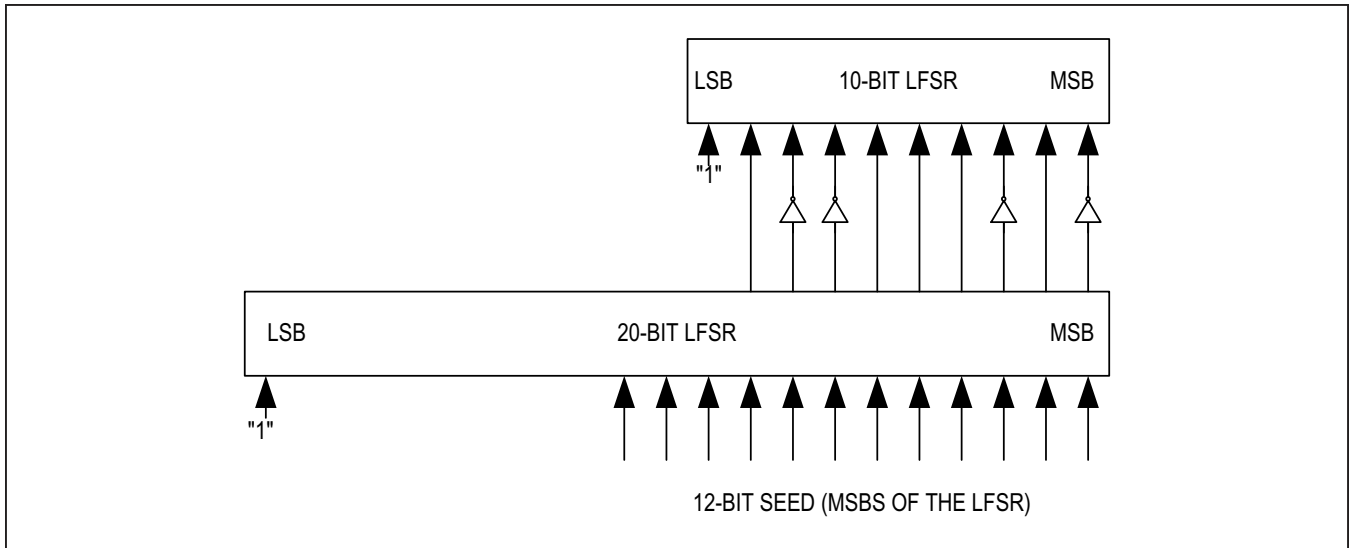 LSB 10-BIT LFSR MSB
"1"
LSB 20-BIT LFSR MSB
"1"
12-BIT SEED (MSBS OF THE LFSR)